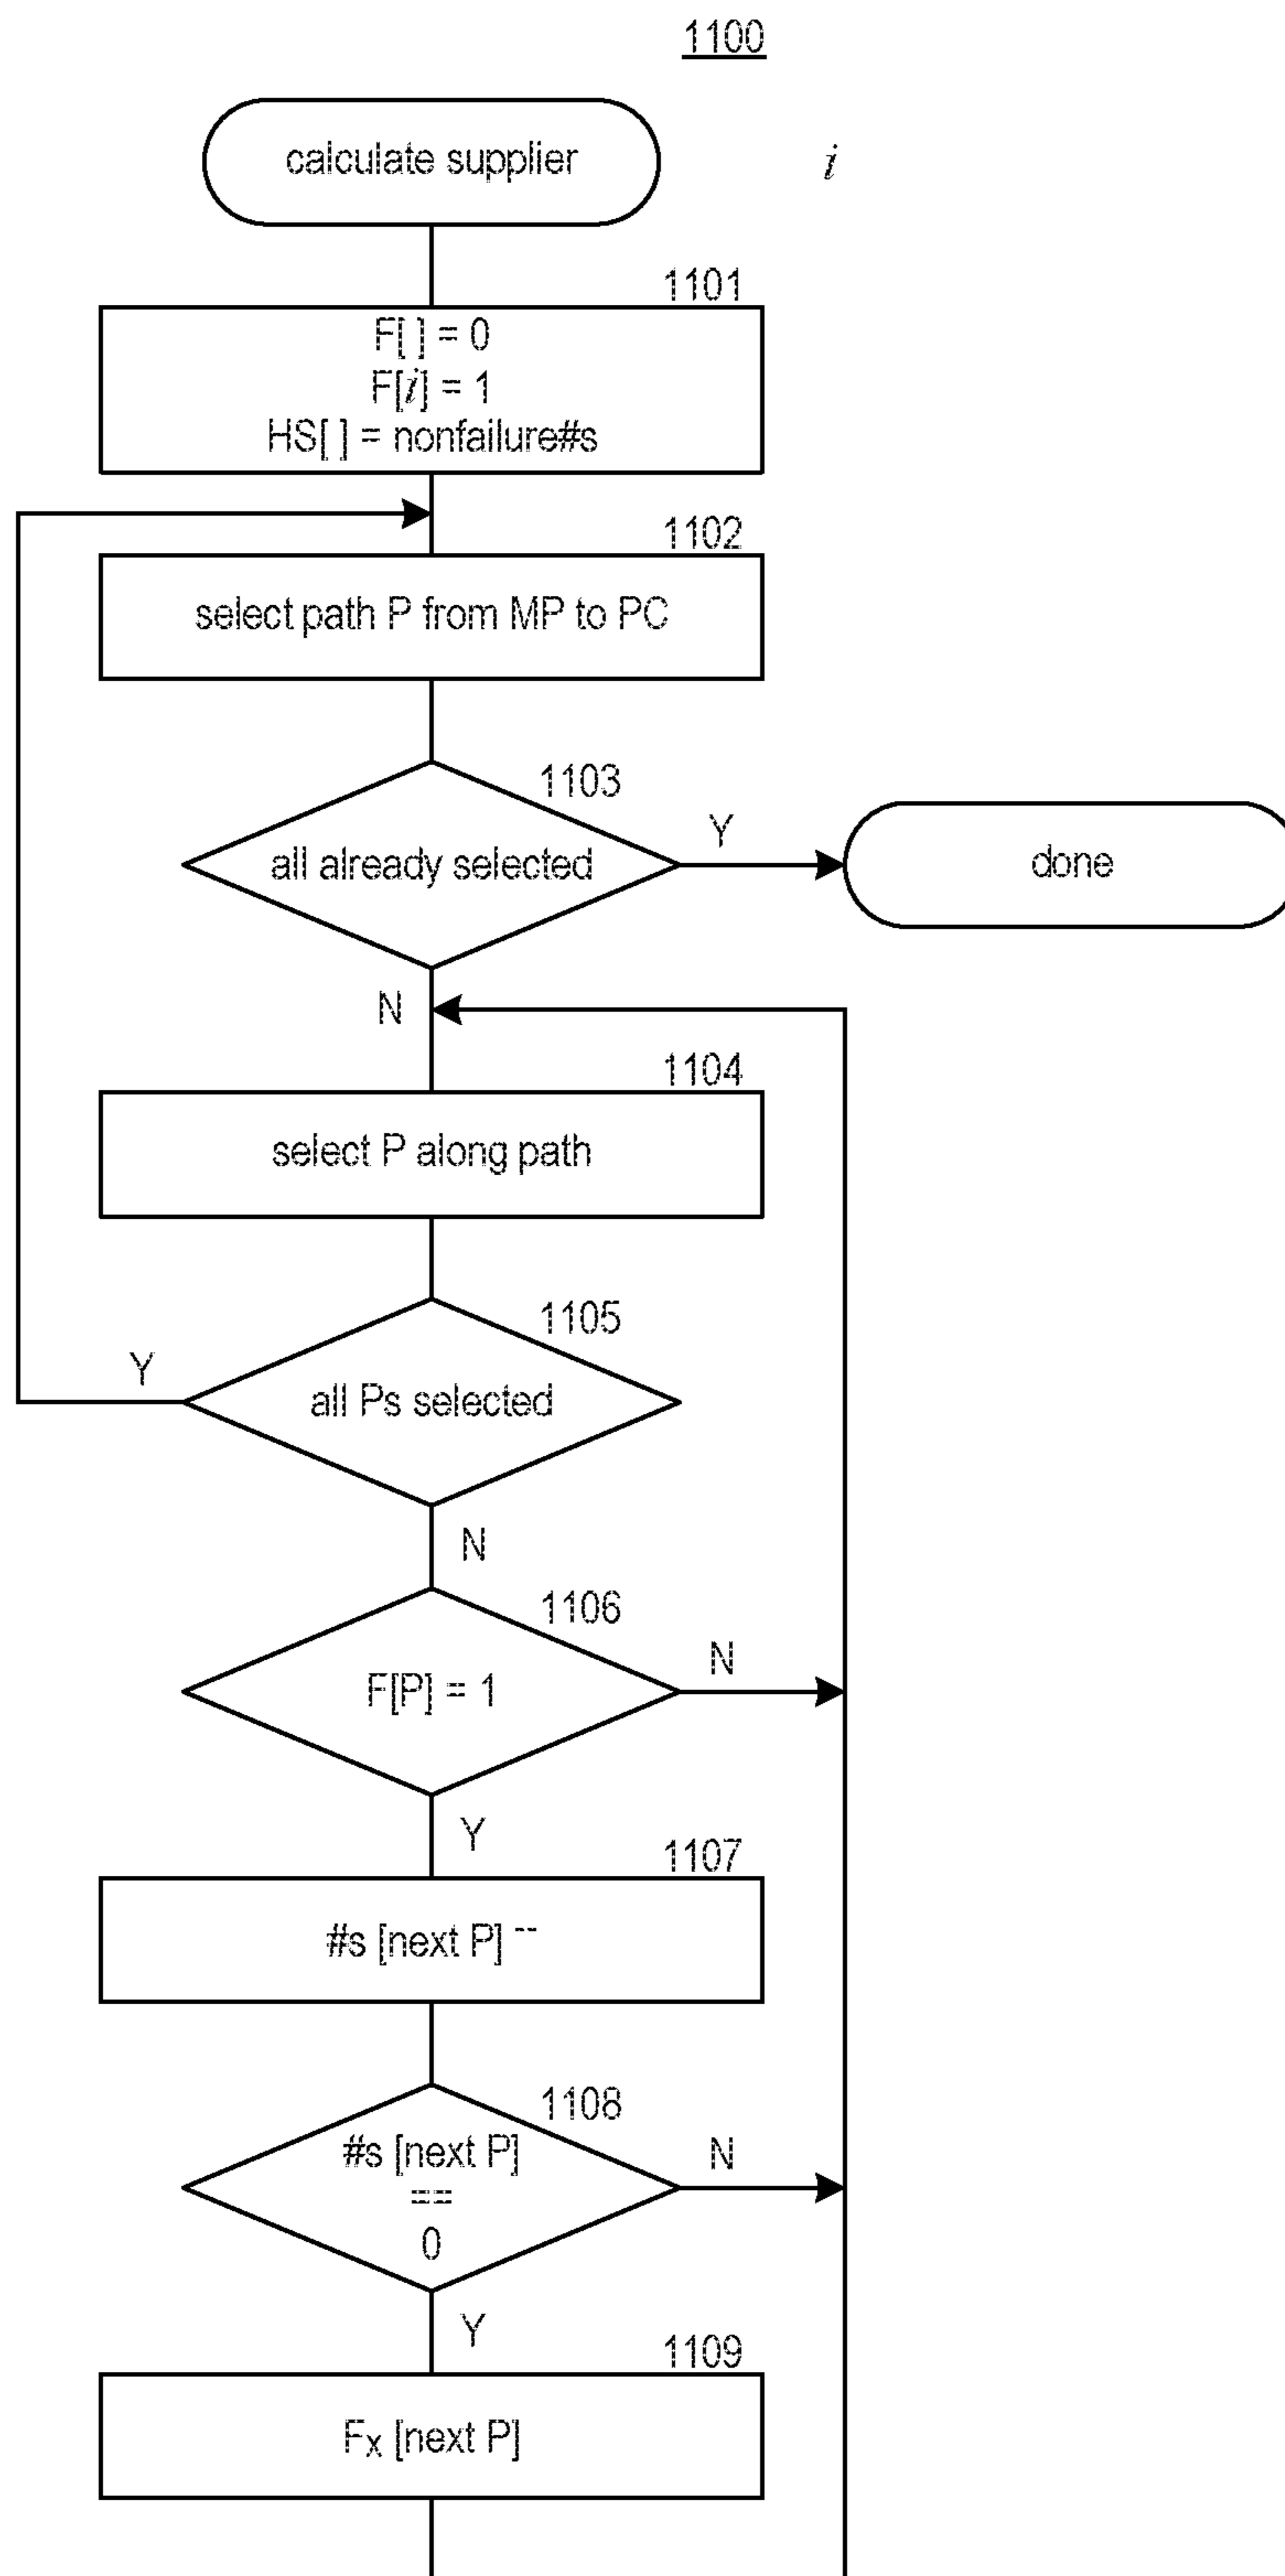 1100
calculate supplier
i
1101
F[ ] = 0
F[i] = 1
HS[ ] = nonfailure#s
1102
select path P from MP to PC
1103
all already selected
Y
done
N
1104
select P along path
1105
Y
all Ps selected
N
1106
F[P] = 1
N
Y
1107
#s [next P] --
1108
#s [next P]
==
0
N
Y
1109
Fx [next P]